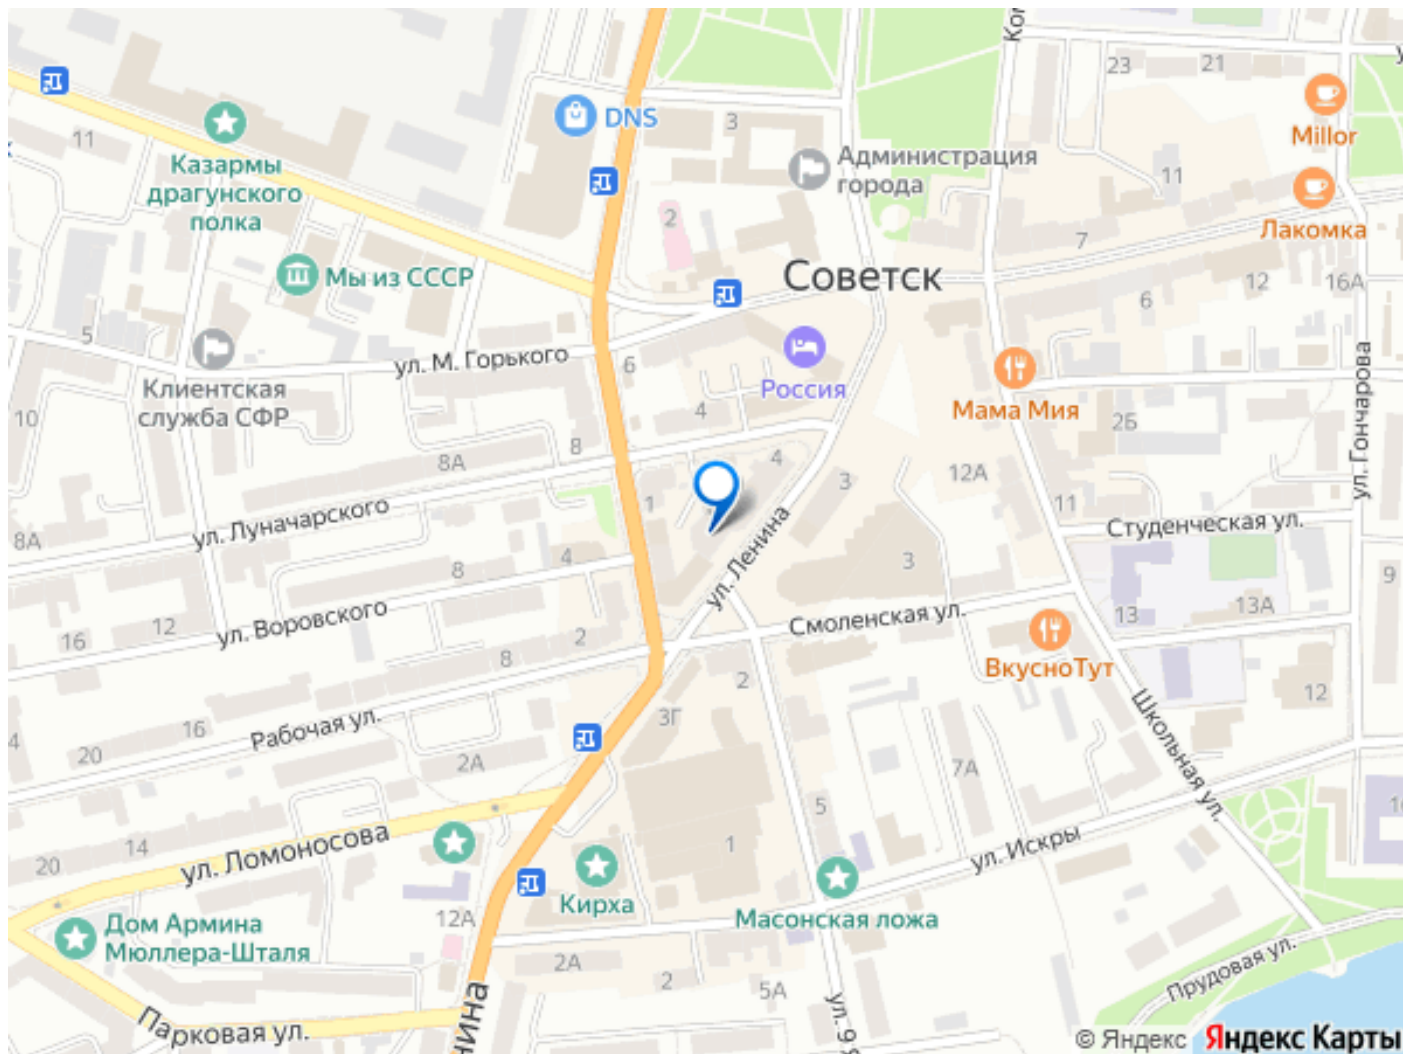 Ком
23
21
ул
Millor
DNS
3
11
Казармы
драгунского
полка
Администрация
города
11
Лакомка
2
7
Мы из СССР
Советск
12
16А
6
5
ул. М. Горького
6
Россия
Клиентская
служба СФР
Мама Мия
ул. Гончарова
10
4
2Б
8
8А
4
3
12А
11
1
ул. Луначарского
Студенческая ул.
8А
ул. Ленина
4
8
3
9
13А
13
16
12
ул. Воровского
Смоленская ул.
2
8
ВкусноТут
2
12
3Г
Школьная ул.
4
20
16
Рабочая ул.
2А
7А
5
20
14
ул. Ломоносова
1
ул. Искры
Кирха
Масонская ложа
12А
Дом Армина
Мюллера-Шталя
2А
2
5А
Прудовая ул.
Парковая ул.
нина
ул. 9
© Яндекс Яндекс Карты